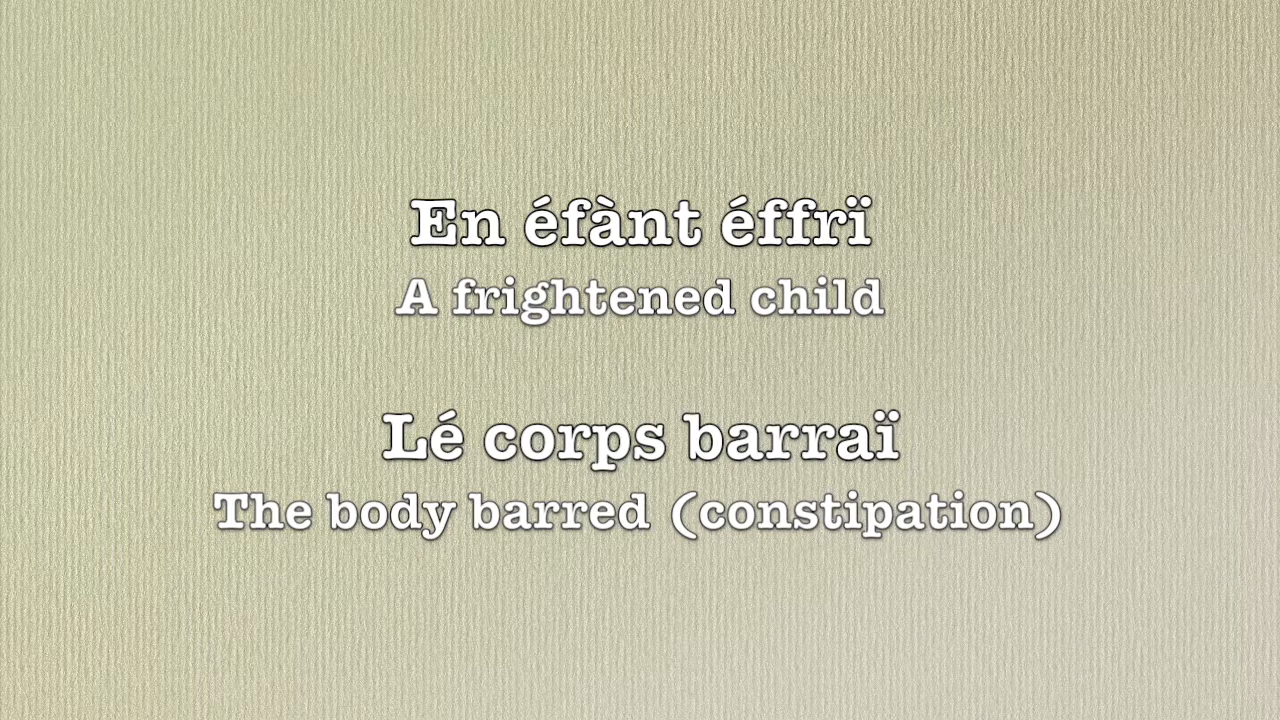 En éfànt éffrï
A frightened child
Lé corps barraï
The body barred (constipation)